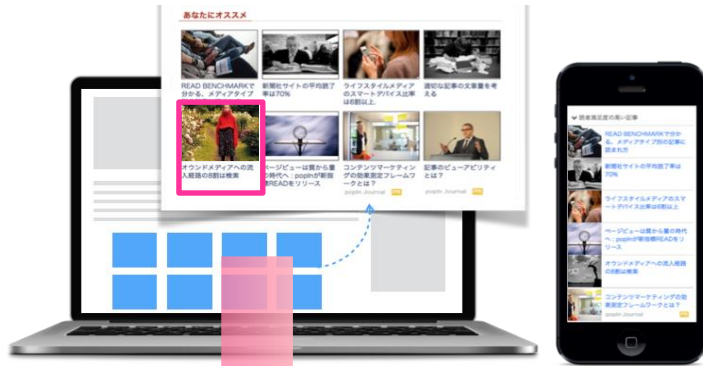 あなたにオススメ
READ BENCHMARKで
分かる、メディアタイプ
新聞社サイトの平均読了
率は70%
ライフスタイルメディア
のスマートデバイス比率
は6割以上
適切な記事の文章量を考
える
オウンドメディアへの流
入経路の8割は検索
ページビューは質から量
の時代へ：popInが新指
標READをリリース
コンテンツマーケティン
グの効果測定フレームワ
ークとは？
popIn Journal
記事のビューアビリティ
とは？
popIn Journal
読者満足度の高い記事
READ BENCHMARKで分か
る、メディアタイプ別の記事に
読まれ方
新聞社サイトの平均読了率は
70%
ライフスタイルメディアのスマ
ートデバイス比率は6割以上
ページビューは質から量の時代
へ：popInが新指標READをリ
リース
オウンドメディアへの流入経路
の8割は検索
コンテンツマーケティングの効
果測定フレームワークとは？
popIn Journal